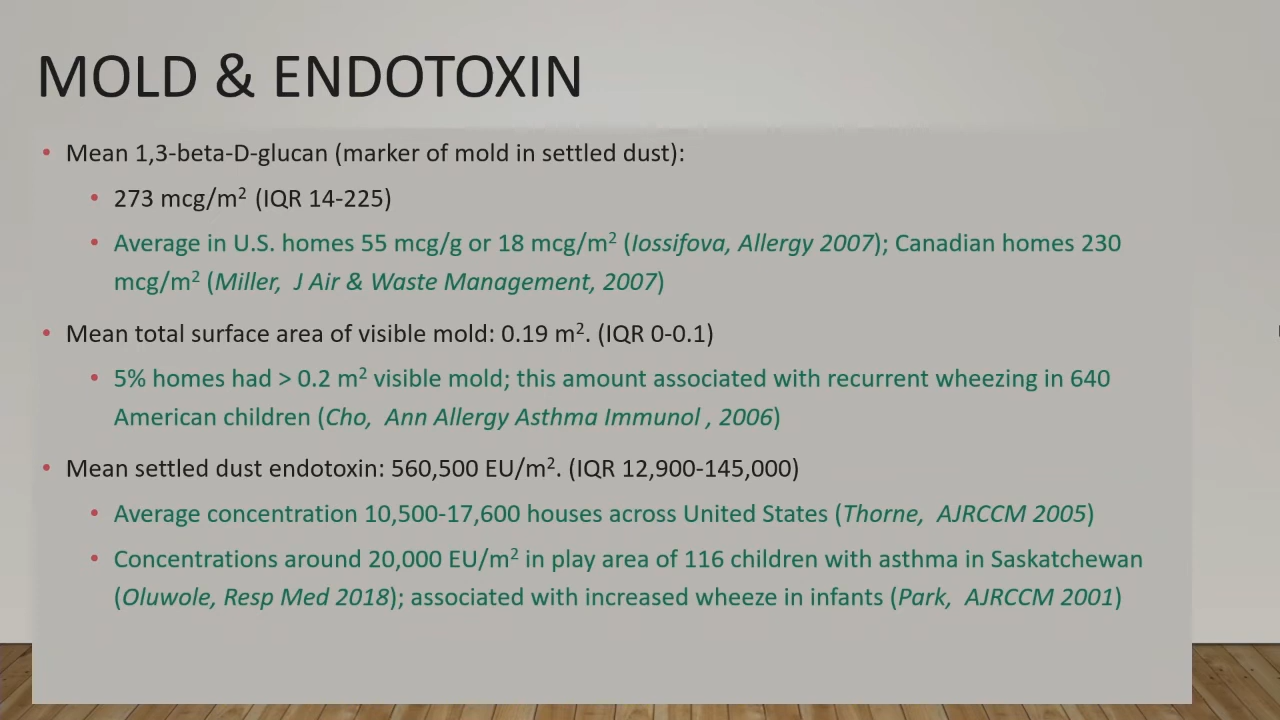 MOLD & ENDOTOXIN
• Mean 1,3-beta-D-glucan (marker of mold in settled dust):
• 273 mcg/m² (IQR 14-225)
• Average in U.S. homes 55 mcg/g or 18 mcg/m² (Iossifova, Allergy 2007); Canadian homes 230
mcg/m² (Miller, J Air & Waste Management, 2007)
• Mean total surface area of visible mold: 0.19 m². (IQR 0-0.1)
• 5% homes had > 0.2 m² visible mold; this amount associated with recurrent wheezing in 640
American children (Cho, Ann Allergy Asthma Immunol , 2006)
• Mean settled dust endotoxin: 560,500 EU/m². (IQR 12,900-145,000)
• Average concentration 10,500-17,600 houses across United States (Thorne, AJRCCM 2005)
• Concentrations around 20,000 EU/m² in play area of 116 children with asthma in Saskatchewan
(Oluwole, Resp Med 2018); associated with increased wheeze in infants (Park, AJRCCM 2001)